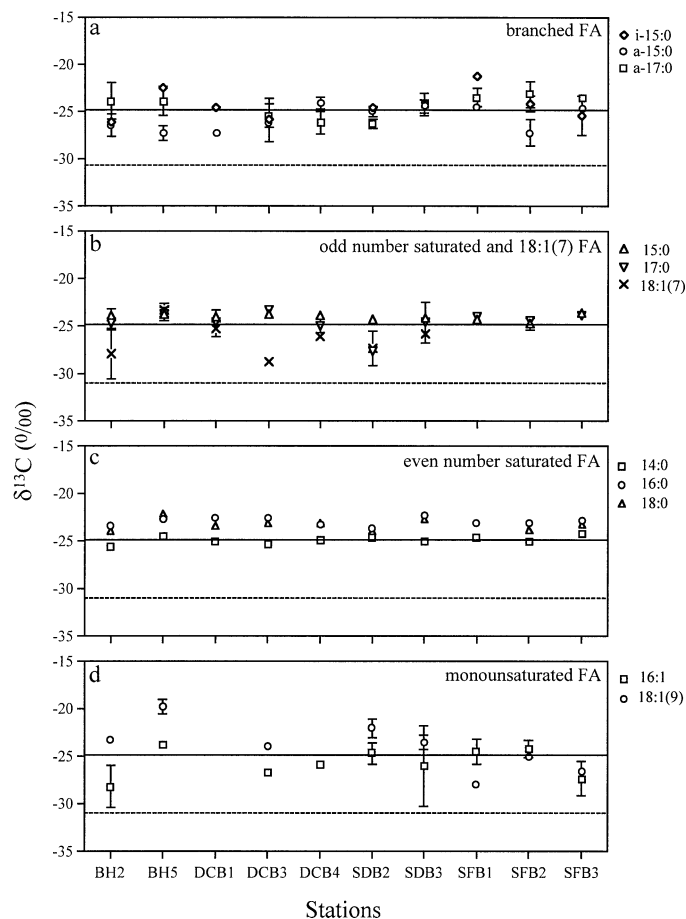 a
branched FA
i-15:0
a-15:0
a-17:0
-15
-20
-25
-30
-35
b
odd number saturated and 18:1(7) FA
15:0
17:0
18:1(7)
-15
-20
-25
-30
-35
c
even number saturated FA
14:0
16:0
18:0
-15
-20
-25
-30
-35
d
monounsaturated FA
16:1
18:1(9)
-15
-20
-25
-30
-35
δ13C (0/00)
BH2 BH5 DCB1 DCB3 DCB4 SDB2 SDB3 SFB1 SFB2 SFB3
Stations